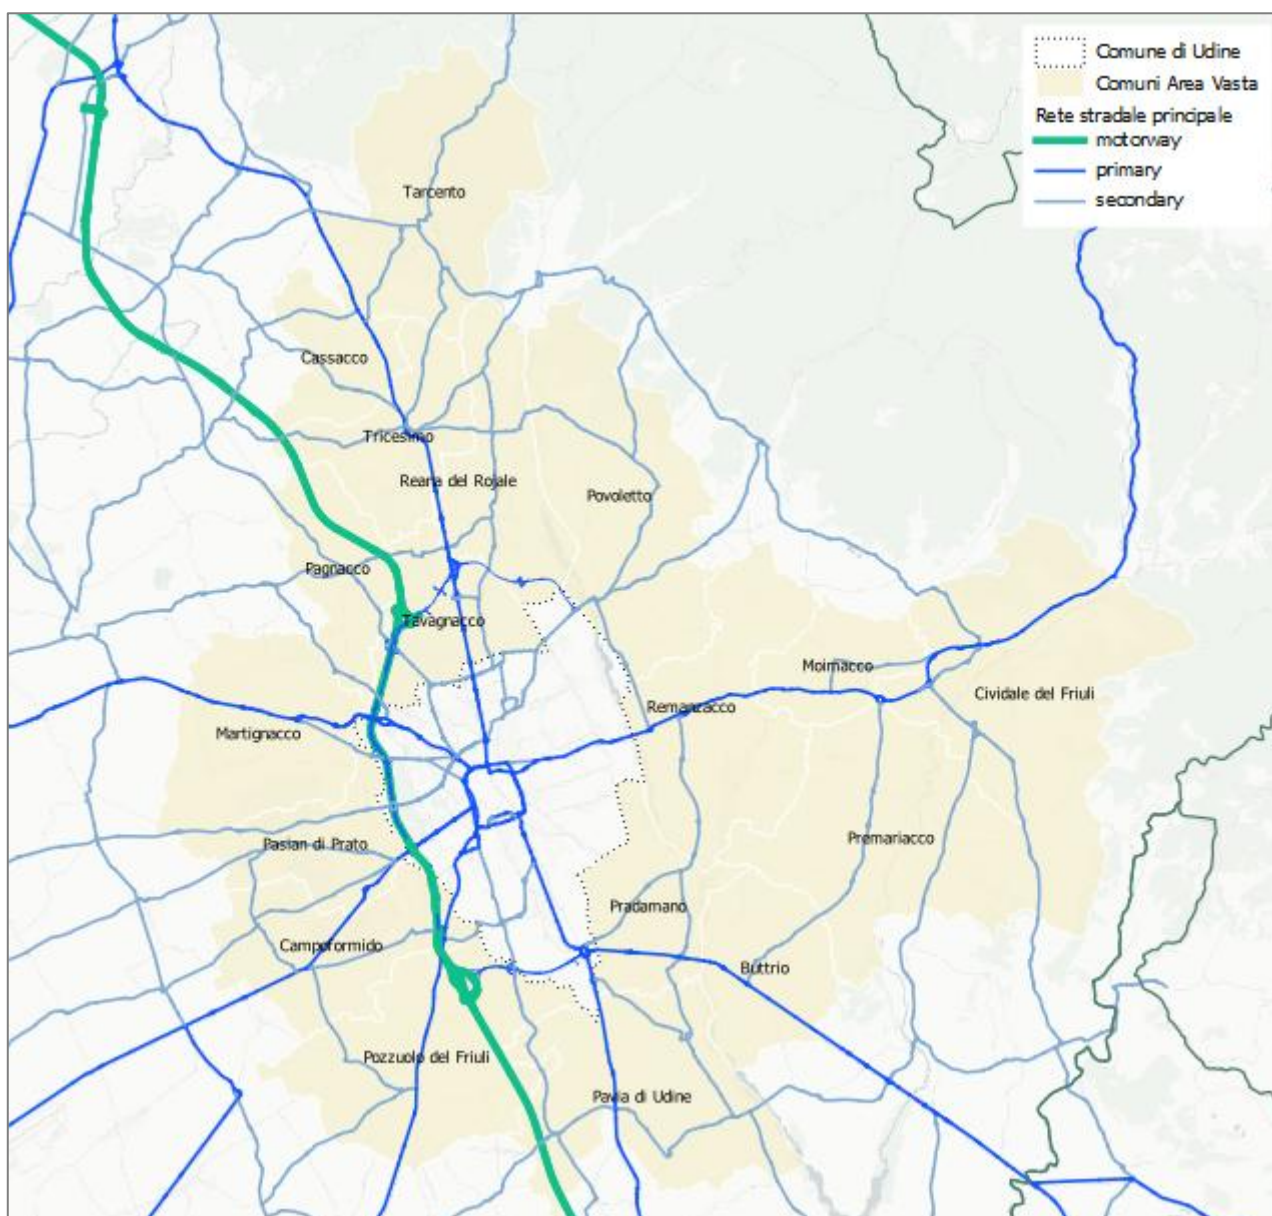 Comune di Udine
Comuni Area Vasta
Rete stradale principale
motorway
primary
secondary
Tarcento
Cassacco
Tricesimo
Reana del Rojale
Povoletto
Pagnacco
Tavagnacco
Moimacco
Cividale del Friuli
Remanzacco
Martignacco
Pasian di Prato
Premariacco
Pradamano
Campoformido
Buttrio
Pozzuolo del Friuli
Pavia di Udine